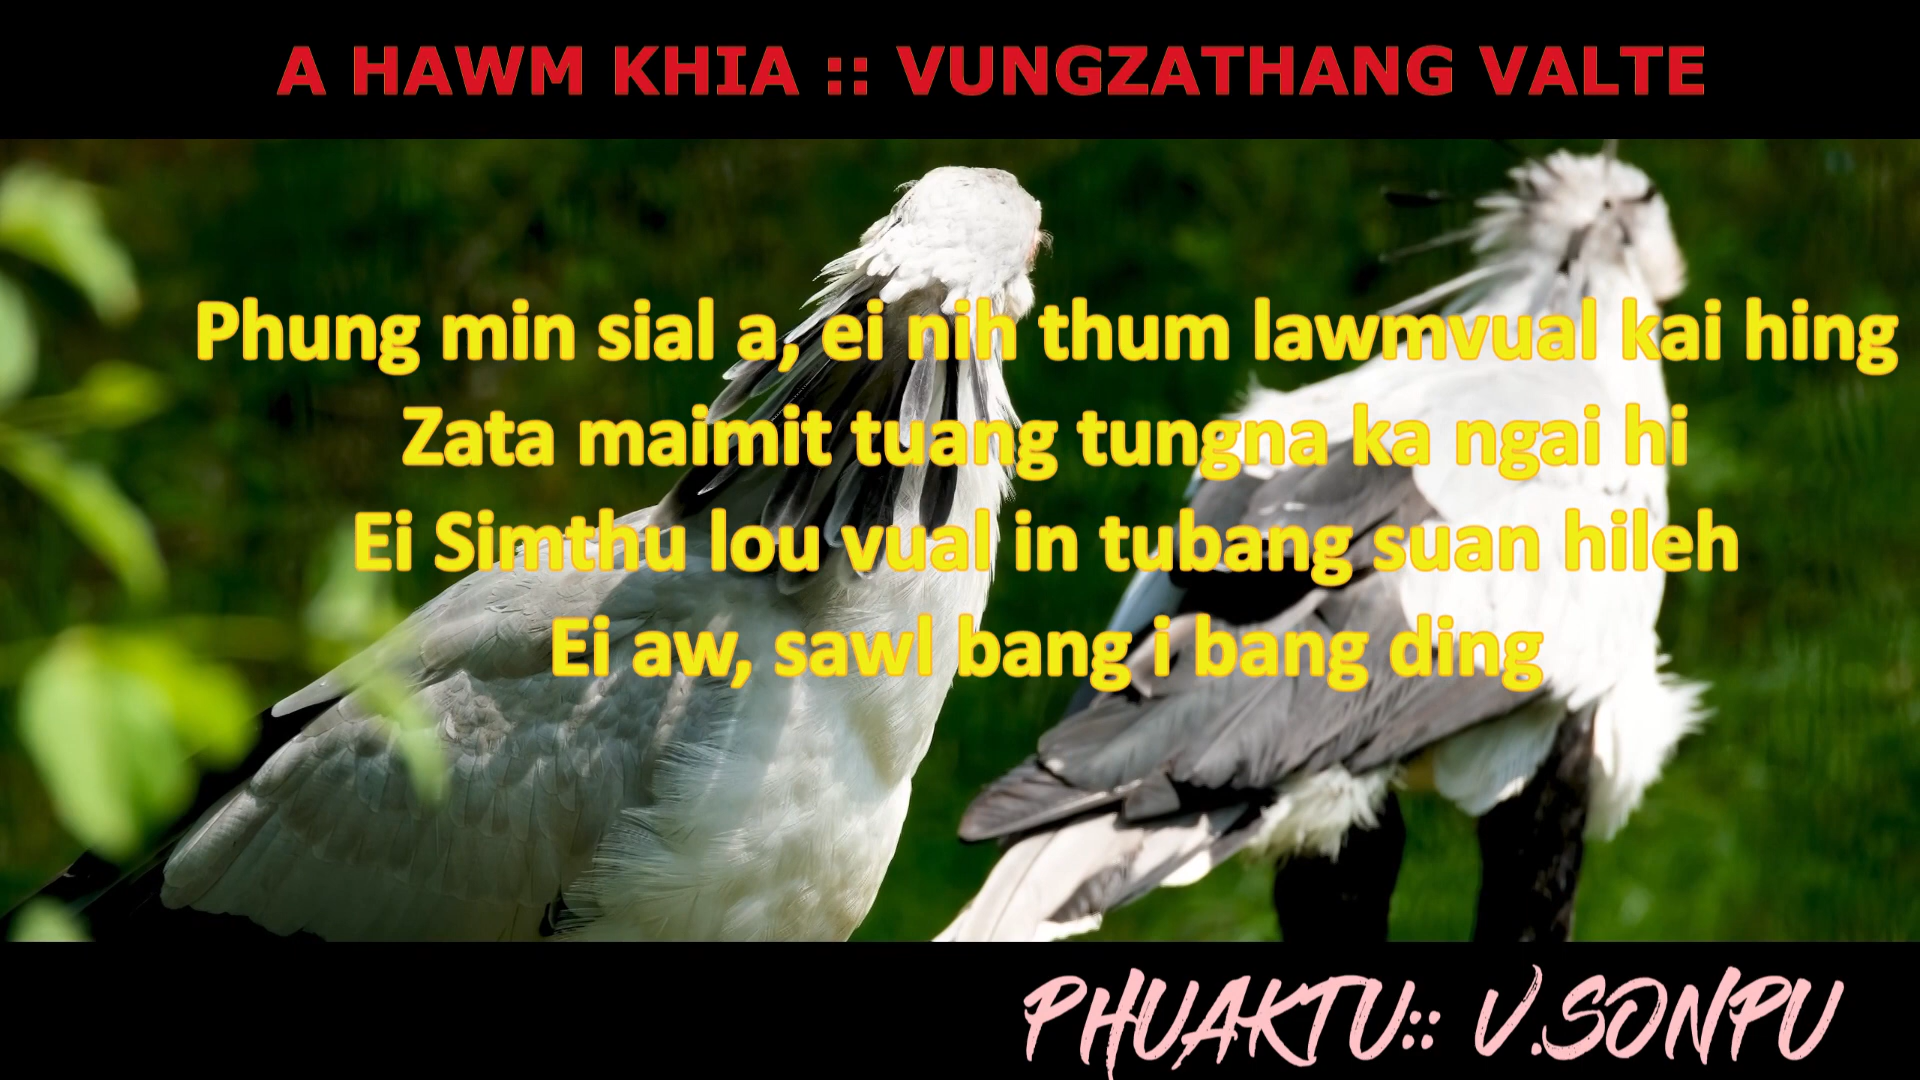 A HAWM KHIA :: VUNGZATHANG VALTE
Phung min sial a, ei nih thum lawmvual kai hing
Zata maimit tuang tungna ka ngai hi
Ei Simthu lou vual in tubang suan hileh
Ei aw, sawl bang i bang ding
PHUAKTU:: V.SONPU